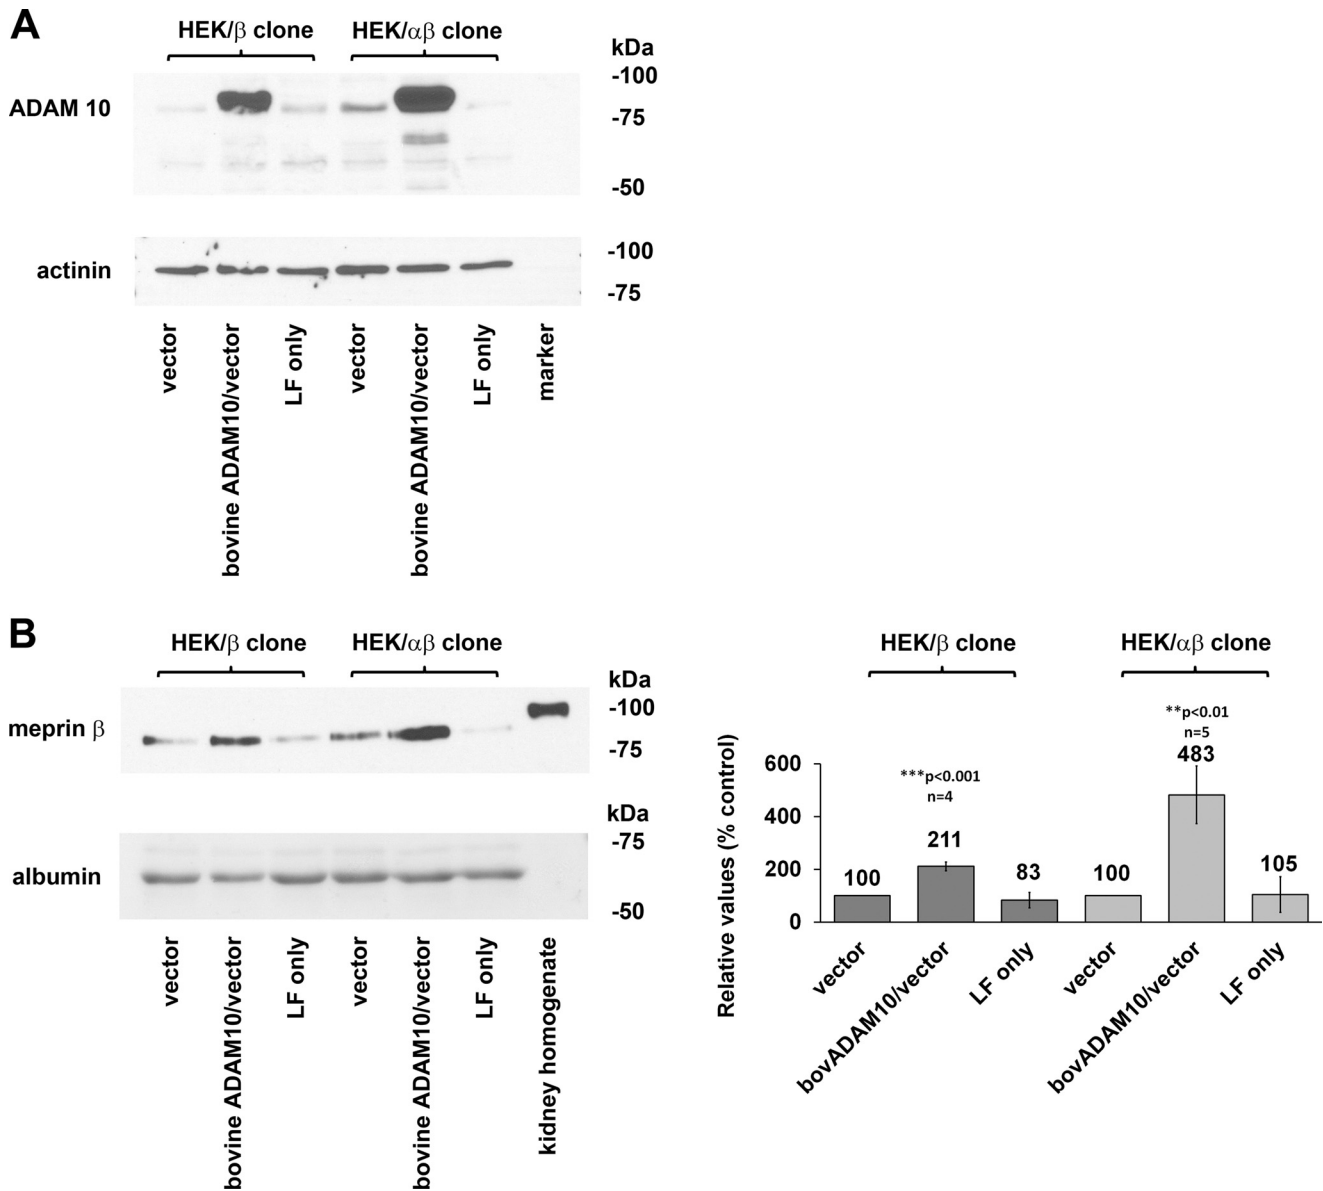 A
HEK/β clone
HEK/αβ clone
kDa
ADAM 10
-100
-75
-50
actinin
-100
-75
vector
bovine ADAM10/vector
LF only
vector
bovine ADAM10/vector
LF only
marker
B
HEK/β clone
HEK/αβ clone
kDa
meprin β
-100
-75
kDa
albumin
-75
-50
vector
bovine ADAM10/vector
LF only
vector
bovine ADAM10/vector
LF only
kidney homogenate
HEK/β clone
HEK/αβ clone
Relative values (% control)
600
400
200
0
100
***p<0.001
n=4
211
83
100
**p<0.01
n=5
483
105
vector
bovADAM10/vector
LF only
vector
bovADAM10/vector
LF only